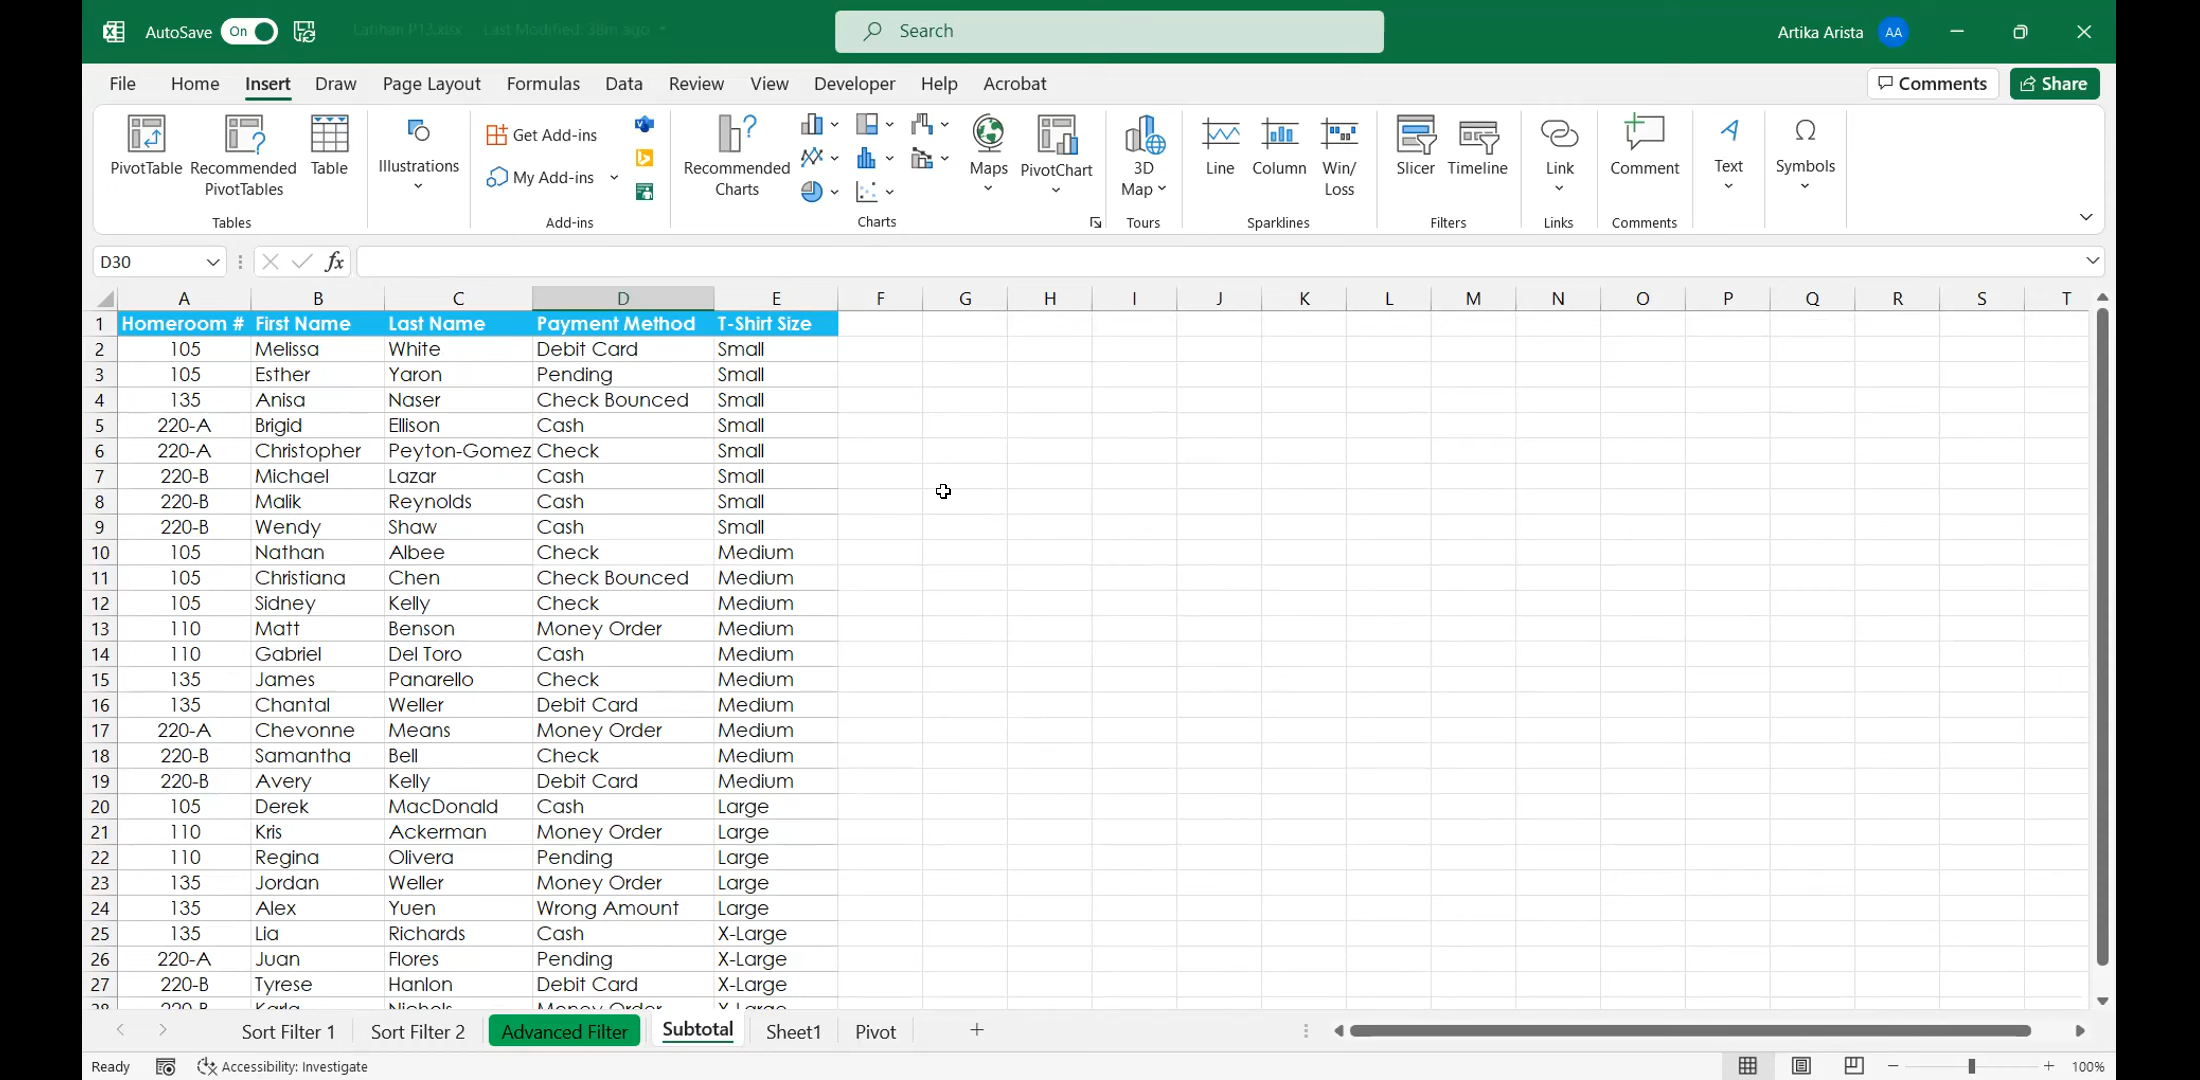 AutoSave On Latihan P13.xlsx Last Modified: 38m ago Search Artika Arista AA
File Home Insert Draw Page Layout Formulas Data Review View Developer Help Acrobat Comments Share
PivotTable Recommended PivotTables Table Illustrations Get Add-ins My Add-ins Recommended Charts Maps PivotChart 3D Map Line Column Win/Loss Slicer Timeline Link Comment Text Symbols
Tables Add-ins Charts Tours Sparklines Filters Links Comments
D30 fx
A B C D E F G H I J K L M N O P Q R S T
1 Homeroom # First Name Last Name Payment Method T-Shirt Size
2 105 Melissa White Debit Card Small
3 105 Esther Yaron Pending Small
4 135 Anisa Naser Check Bounced Small
5 220-A Brigid Ellison Cash Small
6 220-A Christopher Peyton-Gomez Check Small
7 220-B Michael Lazar Cash Small
8 220-B Malik Reynolds Cash Small
9 220-B Wendy Shaw Cash Small
10 105 Nathan Albee Check Medium
11 105 Christiana Chen Check Bounced Medium
12 105 Sidney Kelly Check Medium
13 110 Matt Benson Money Order Medium
14 110 Gabriel Del Toro Cash Medium
15 135 James Panarello Check Medium
16 135 Chantal Weller Debit Card Medium
17 220-A Chevonne Means Money Order Medium
18 220-B Samantha Bell Check Medium
19 220-B Avery Kelly Debit Card Medium
20 105 Derek MacDonald Cash Large
21 110 Kris Ackerman Money Order Large
22 110 Regina Olivera Pending Large
23 135 Jordan Weller Money Order Large
24 135 Alex Yuen Wrong Amount Large
25 135 Lia Richards Cash X-Large
26 220-A Juan Flores Pending X-Large
27 220-B Tyrese Hanlon Debit Card X-Large
28 220-B Karla Nichols Money Order X-Large
Sort Filter 1 Sort Filter 2 Advanced Filter Subtotal Sheet1 Pivot
Ready Accessibility: Investigate 100%